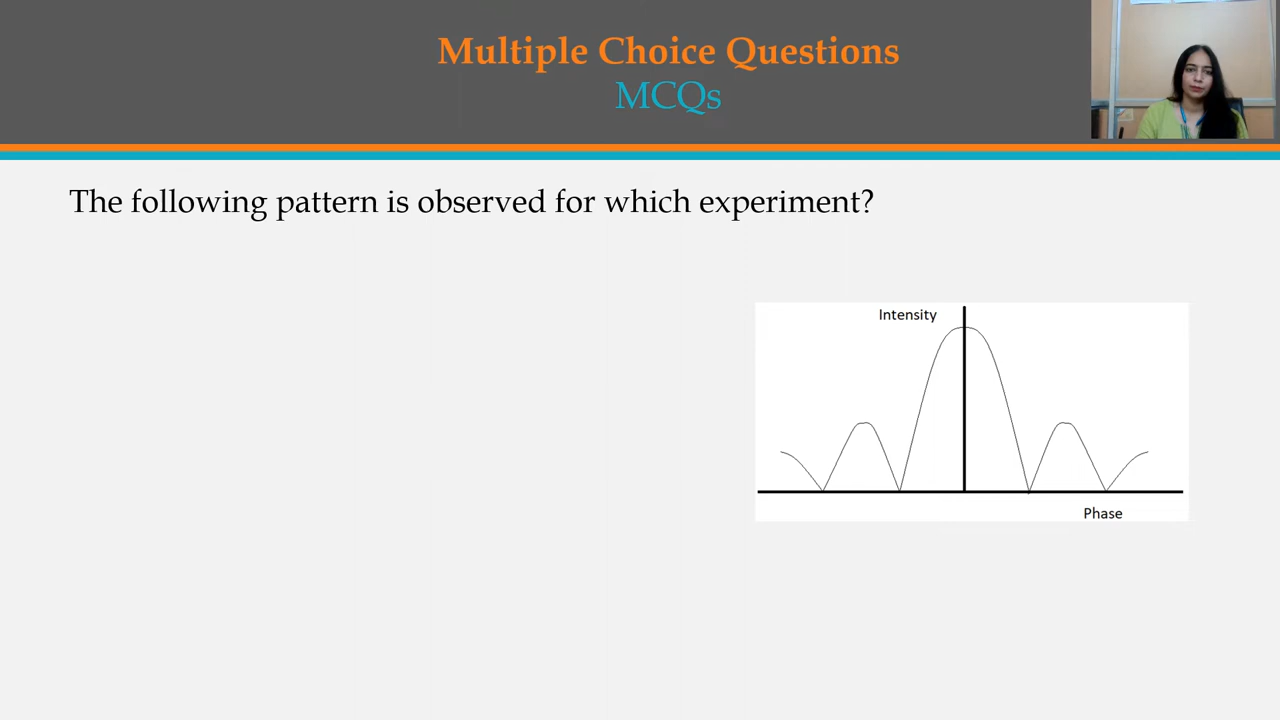 Multiple Choice Questions
MCQs
The following pattern is observed for which experiment?
Intensity
Phase